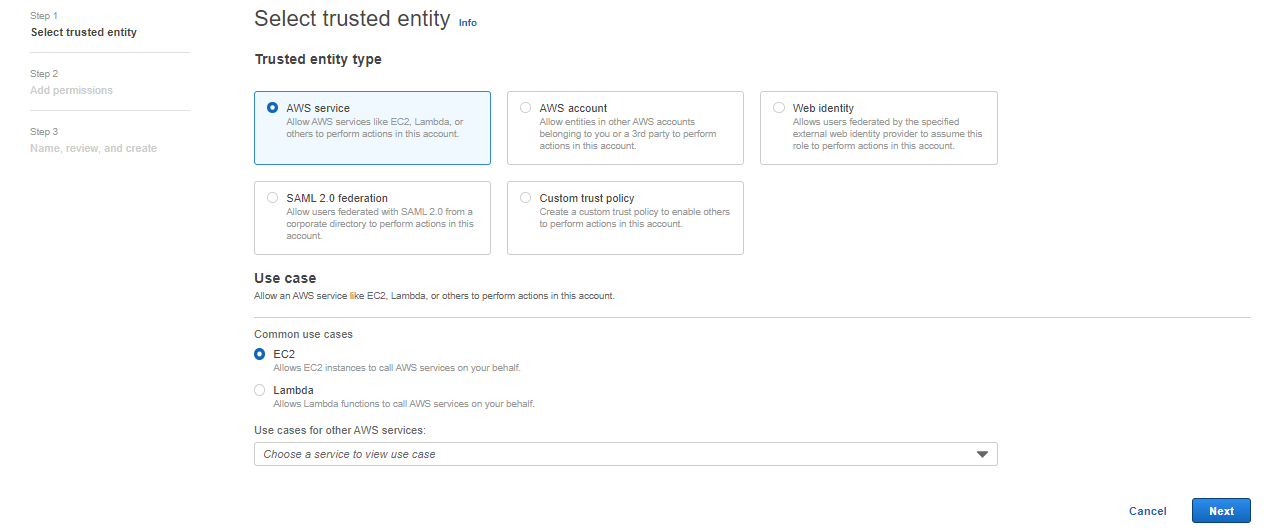 Step 1
Select trusted entity
Step 2
Add permissions
Step 3
Name, review, and create
Select trusted entity Info
Trusted entity type
AWS service
Allow AWS services like EC2, Lambda, or
others to perform actions in this account.
AWS account
Allow entities in other AWS accounts
belonging to you or a 3rd party to perform
actions in this account.
Web identity
Allows users federated by the specified
external web identity provider to assume this
role to perform actions in this account.
SAML 2.0 federation
Allow users federated with SAML 2.0 from a
corporate directory to perform actions in this
account.
Custom trust policy
Create a custom trust policy to enable others
to perform actions in this account.
Use case
Allow an AWS service like EC2, Lambda, or others to perform actions in this account.
Common use cases
EC2
Allows EC2 instances to call AWS services on your behalf.
Lambda
Allows Lambda functions to call AWS services on your behalf.
Use cases for other AWS services:
Choose a service to view use case
Cancel Next